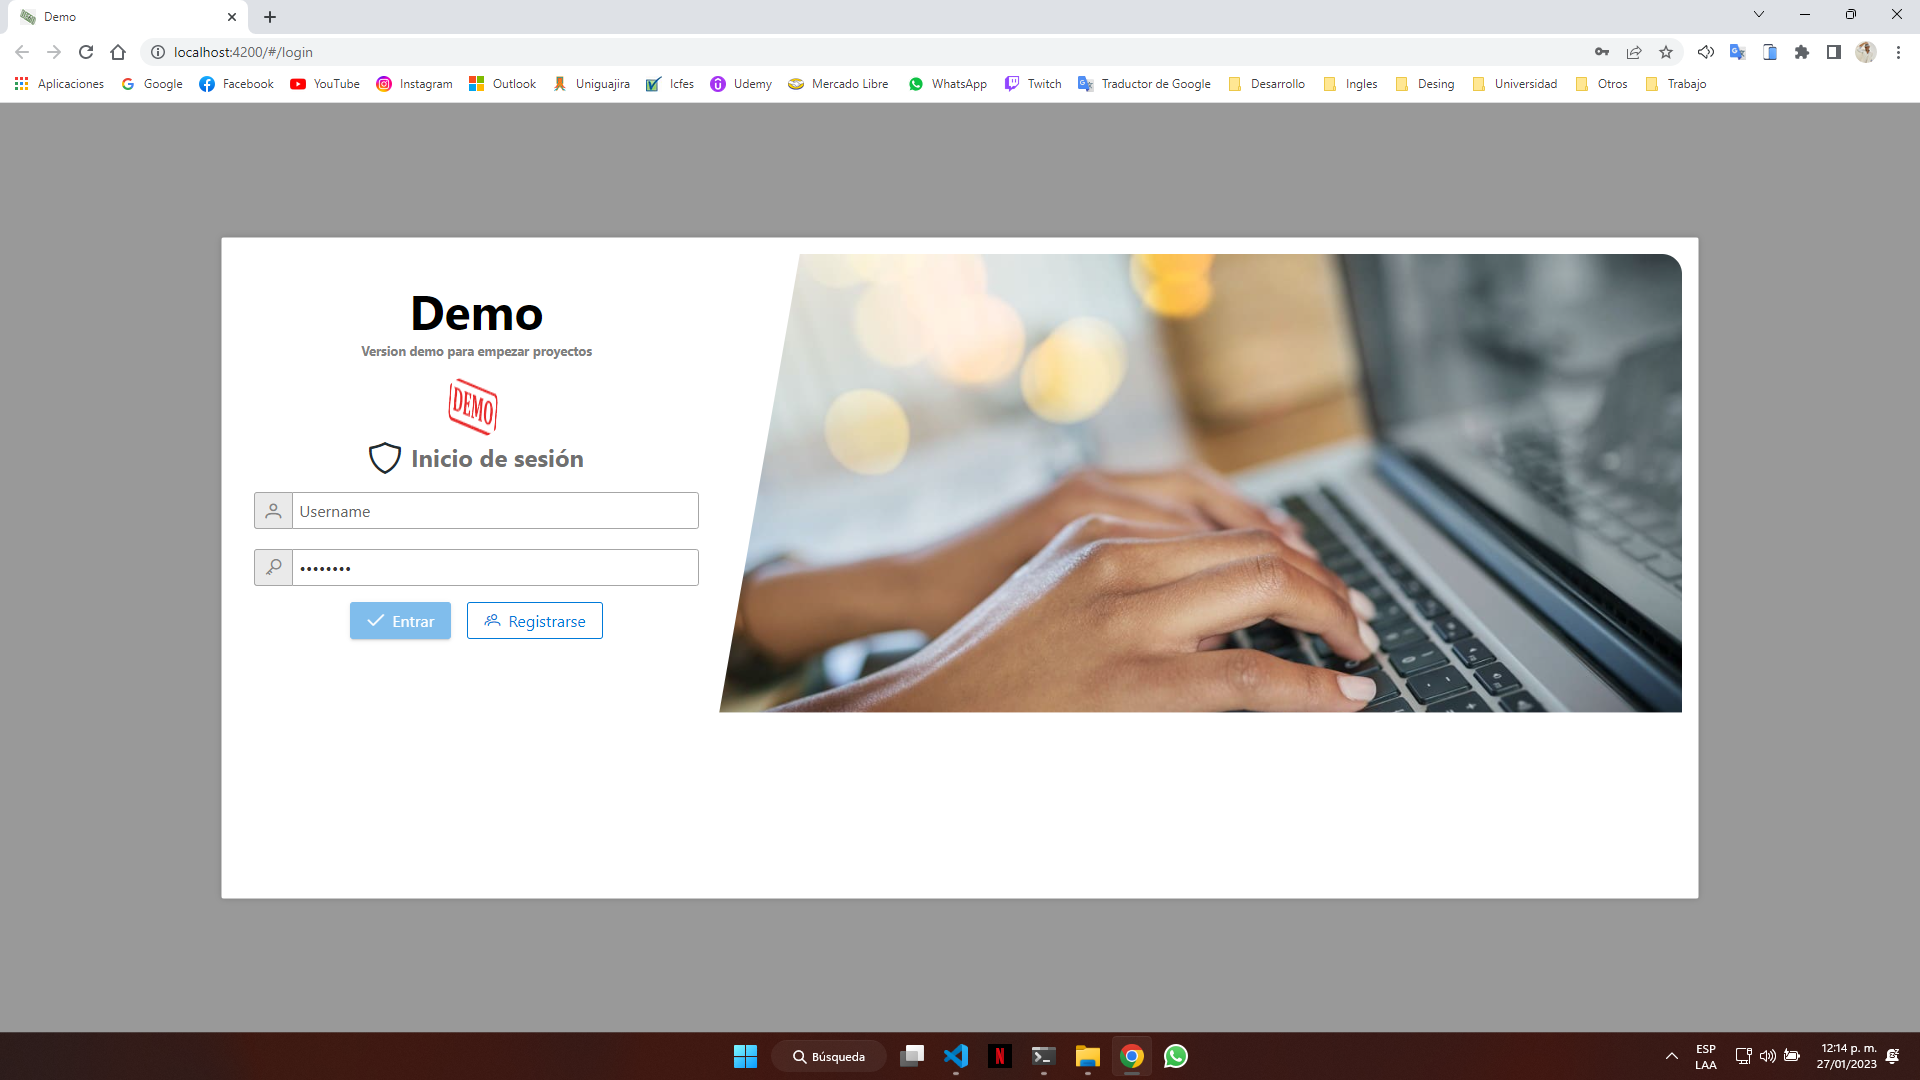 Demo
localhost:4200/#/login
Aplicaciones
Google
Facebook
YouTube
Instagram
Outlook
Uniguajira
Icfes
Udemy
Mercado Libre
WhatsApp
Twitch
Traductor de Google
Desarrollo
Ingles
Desing
Universidad
Otros
Trabajo
Demo
Version demo para empezar proyectos
DEMO
Inicio de sesión
Username
••••••••
Entrar
Registrarse
Búsqueda
ESP
LAA
12:14 p. m.
27/01/2023